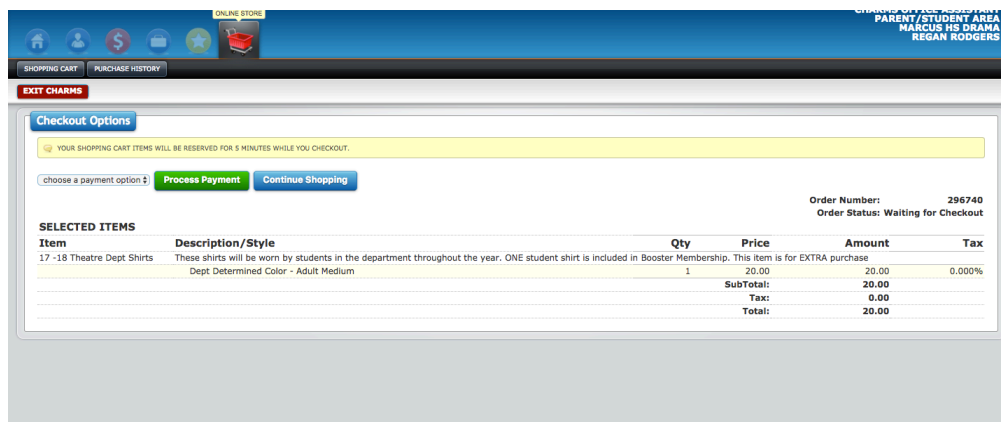 ONLINE STORE
CHARMS OFFICE ASSISTANT
PARENT/STUDENT AREA
MARCUS HS DRAMA
REGAN RODGERS
SHOPPING CART PURCHASE HISTORY
EXIT CHARMS
Checkout Options
YOUR SHOPPING CART ITEMS WILL BE RESERVED FOR 5 MINUTES WHILE YOU CHECKOUT.
choose a payment option Process Payment Continue Shopping
Order Number: 296740
Order Status: Waiting for Checkout
SELECTED ITEMS
Item Description/Style Qty Price Amount Tax
17 -18 Theatre Dept Shirts These shirts will be worn by students in the department throughout the year. ONE student shirt is included in Booster Membership. This item is for EXTRA purchase
Dept Determined Color - Adult Medium 1 20.00 20.00 0.000%
SubTotal: 20.00
Tax: 0.00
Total: 20.00